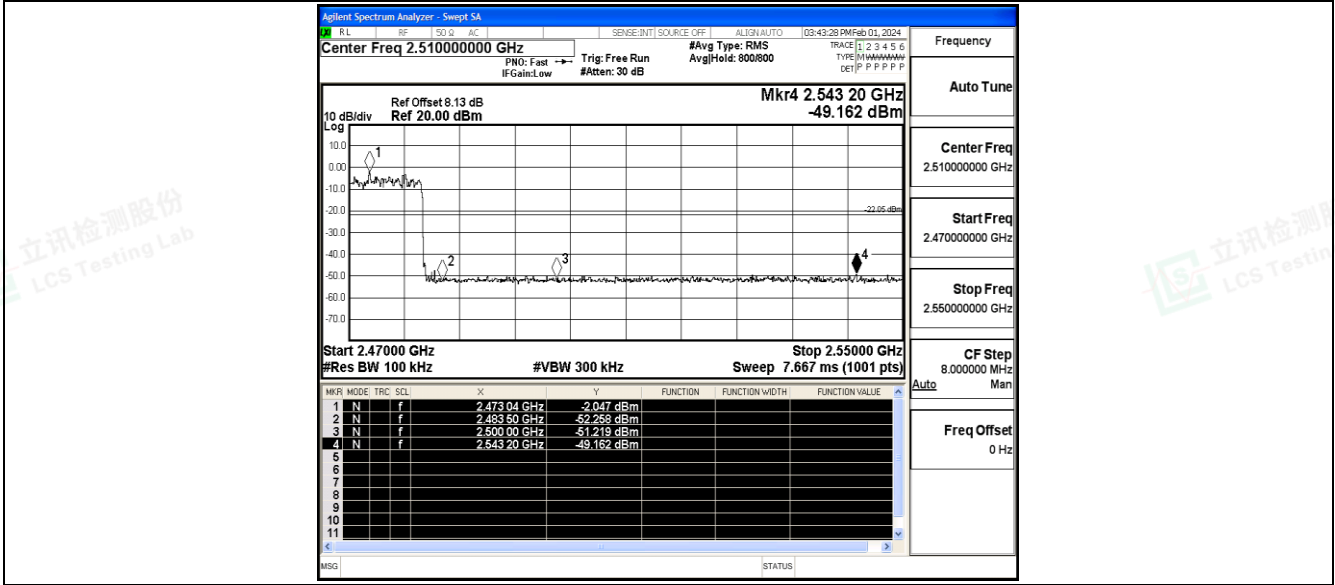 Agilent Spectrum Analyzer - Swept SA
RL RF 50 Ω AC SENSE:INT SOURCE OFF ALIGN AUTO 03:43:28 PM Feb 01, 2024
Center Freq 2.510000000 GHz
PNO: Fast
IFGain:Low
Trig: Free Run
#Atten: 30 dB
#Avg Type: RMS
Avg|Hold: 800/800
TRACE 1 2 3 4 5 6
TYPE M WWWWW
DET P P P P P P
Frequency
Auto Tune
Center Freq
2.510000000 GHz
Start Freq
2.470000000 GHz
Stop Freq
2.550000000 GHz
CF Step
8.000000 MHz
Auto Man
Freq Offset
0 Hz
Mkr4 2.543 20 GHz
-49.162 dBm
Ref Offset 8.13 dB
10 dB/div Ref 20.00 dBm
Log
10.0
0.00
-10.0
-20.0
-30.0
-40.0
-50.0
-60.0
-70.0
1
2
3
4
-22.05 dBm
Start 2.47000 GHz Stop 2.55000 GHz
#Res BW 100 kHz #VBW 300 kHz Sweep 7.667 ms (1001 pts)
MKR MODE TRC SCL X Y FUNCTION FUNCTION WIDTH FUNCTION VALUE
1 N f 2.473 04 GHz -2.047 dBm
2 N f 2.483 50 GHz -52.258 dBm
3 N f 2.500 00 GHz -51.219 dBm
4 N f 2.543 20 GHz -49.162 dBm
5
6
7
8
9
10
11
MSG STATUS
立讯检测股份
LCS Testing Lab
立讯检测股
LCS Testin